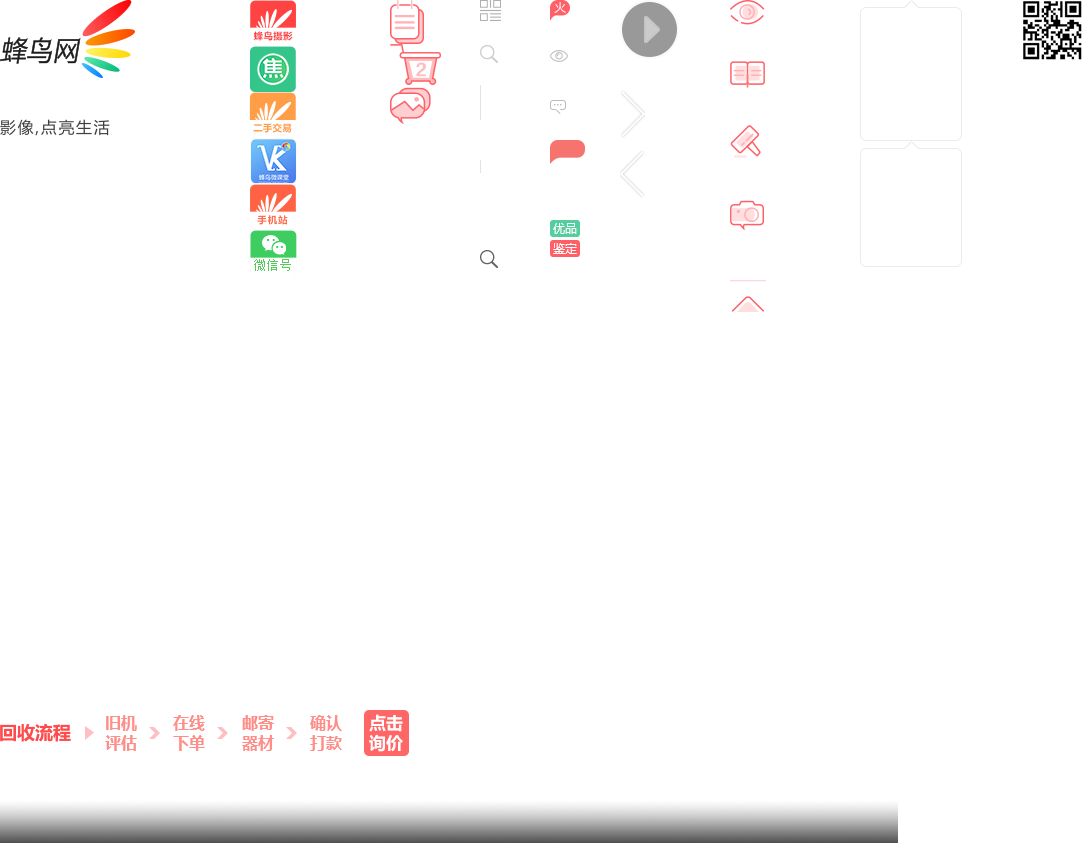 蜂鸟网
影像,点亮生活
蜂鸟摄影
焦
二手交易
VK
蜂鸟微课堂
手机站
微信号
2
火
优品
鉴定
回收流程
旧机
评估
在线
下单
邮寄
器材
确认
打款
点击
询价